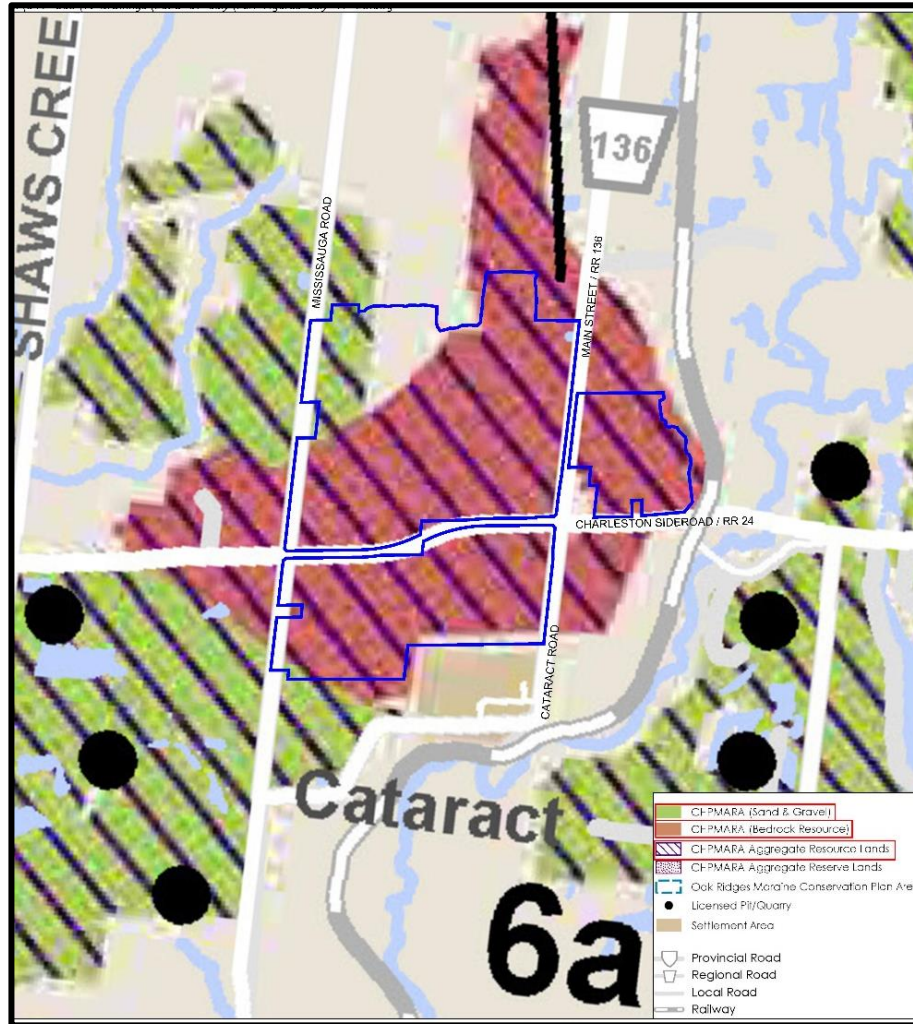 SHAWS CREE
136
MISSISSAUGA ROAD
MAIN STREET / RR 136
CHARLESTON SIDEROAD / RR 24
CATARACT ROAD
Cataract
6a
CHPMARA (Sand & Gravel)
CHPMARA (Bedrock Resource)
CHPMARA Aggregate Resource Lands
CHPMARA Aggregate Reserve Lands
Oak Ridges Moraine Conservation Plan Are
Licensed Pit/Quarry
Settlement Area
Provincial Road
Regional Road
Local Road
Railway